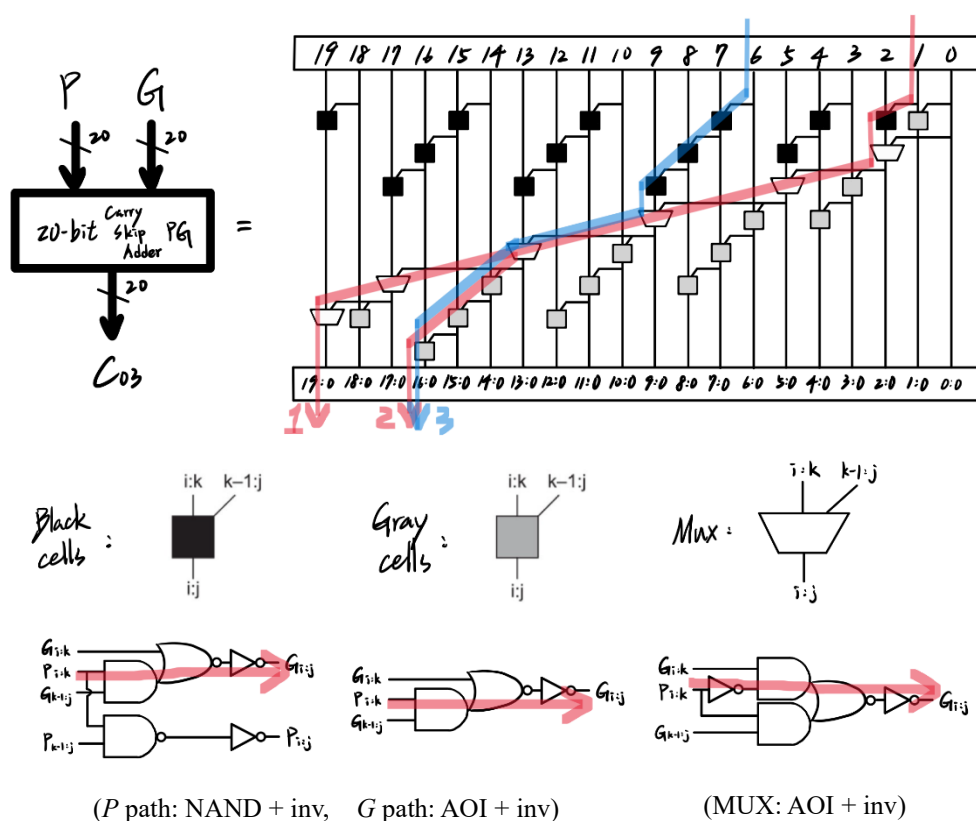 19 18 17 16 15 14 13 12 11 10 9 8 7 6 5 4 3 2 1 0
P G
20 20
20-bit Carry Skip Adder PG
=
20
C03
19:0 18:0 17:0 16:0 15:0 14:0 13:0 12:0 11:0 10:0 9:0 8:0 7:0 6:0 5:0 4:0 3:0 2:0 1:0 0:0
1 2 3
Black cells :
i:k k–1:j
i:j
Gray cells :
i:k k–1:j
i:j
Mux :
i:k k-1:j
i:j
Gi:k
Pi:k
Gk-1:j
Pk-1:j
Gi:j
Pi:j
Gi:k
Pi:k
Gk-1:j
Gi:j
Gi:k
Pi:k
Gk-1:j
Gi:j
(P path: NAND + inv, G path: AOI + inv)
(MUX: AOI + inv)